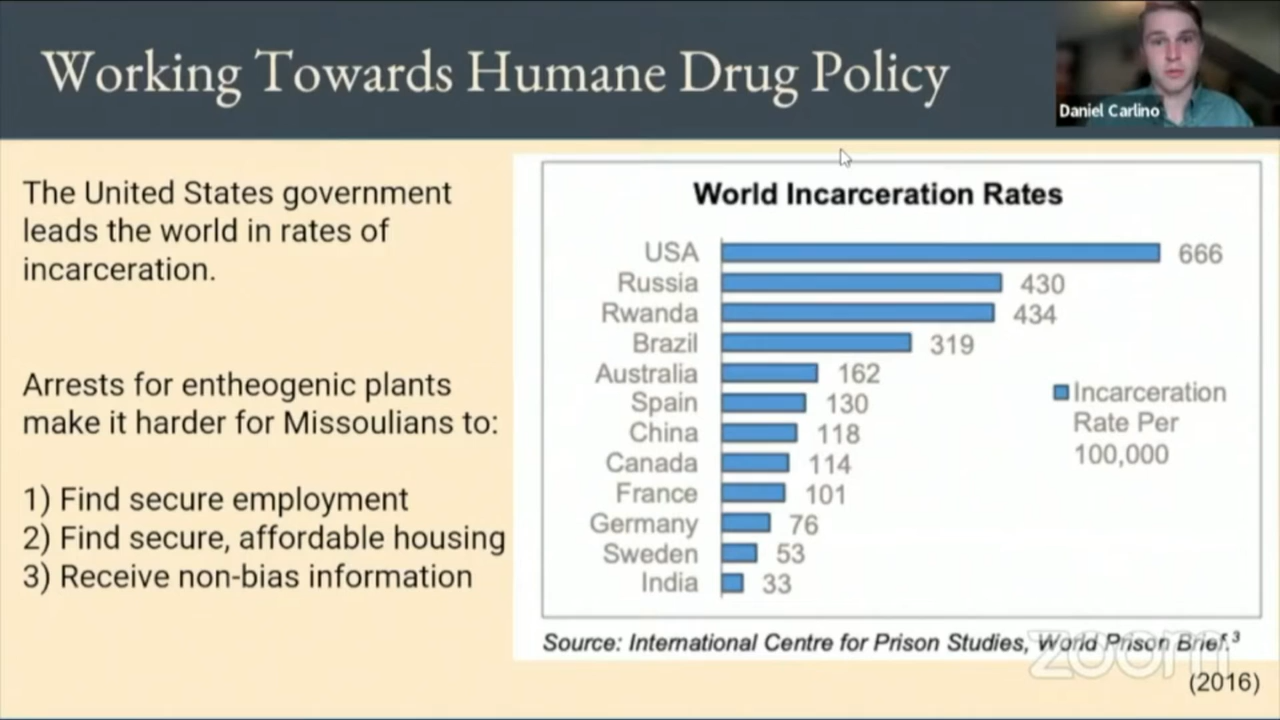 Working Towards Humane Drug Policy
Daniel Carlino
The United States government
leads the world in rates of
incarceration.
Arrests for entheogenic plants
make it harder for Missoulians to:
1) Find secure employment
2) Find secure, affordable housing
3) Receive non-bias information
World Incarceration Rates
USA 666
Russia 430
Rwanda 434
Brazil 319
Australia 162
Spain 130
China 118
Canada 114
France 101
Germany 76
Sweden 53
India 33
Incarceration
Rate Per
100,000
Source: International Centre for Prison Studies, World Prison Brief.³
zoom
(2016)